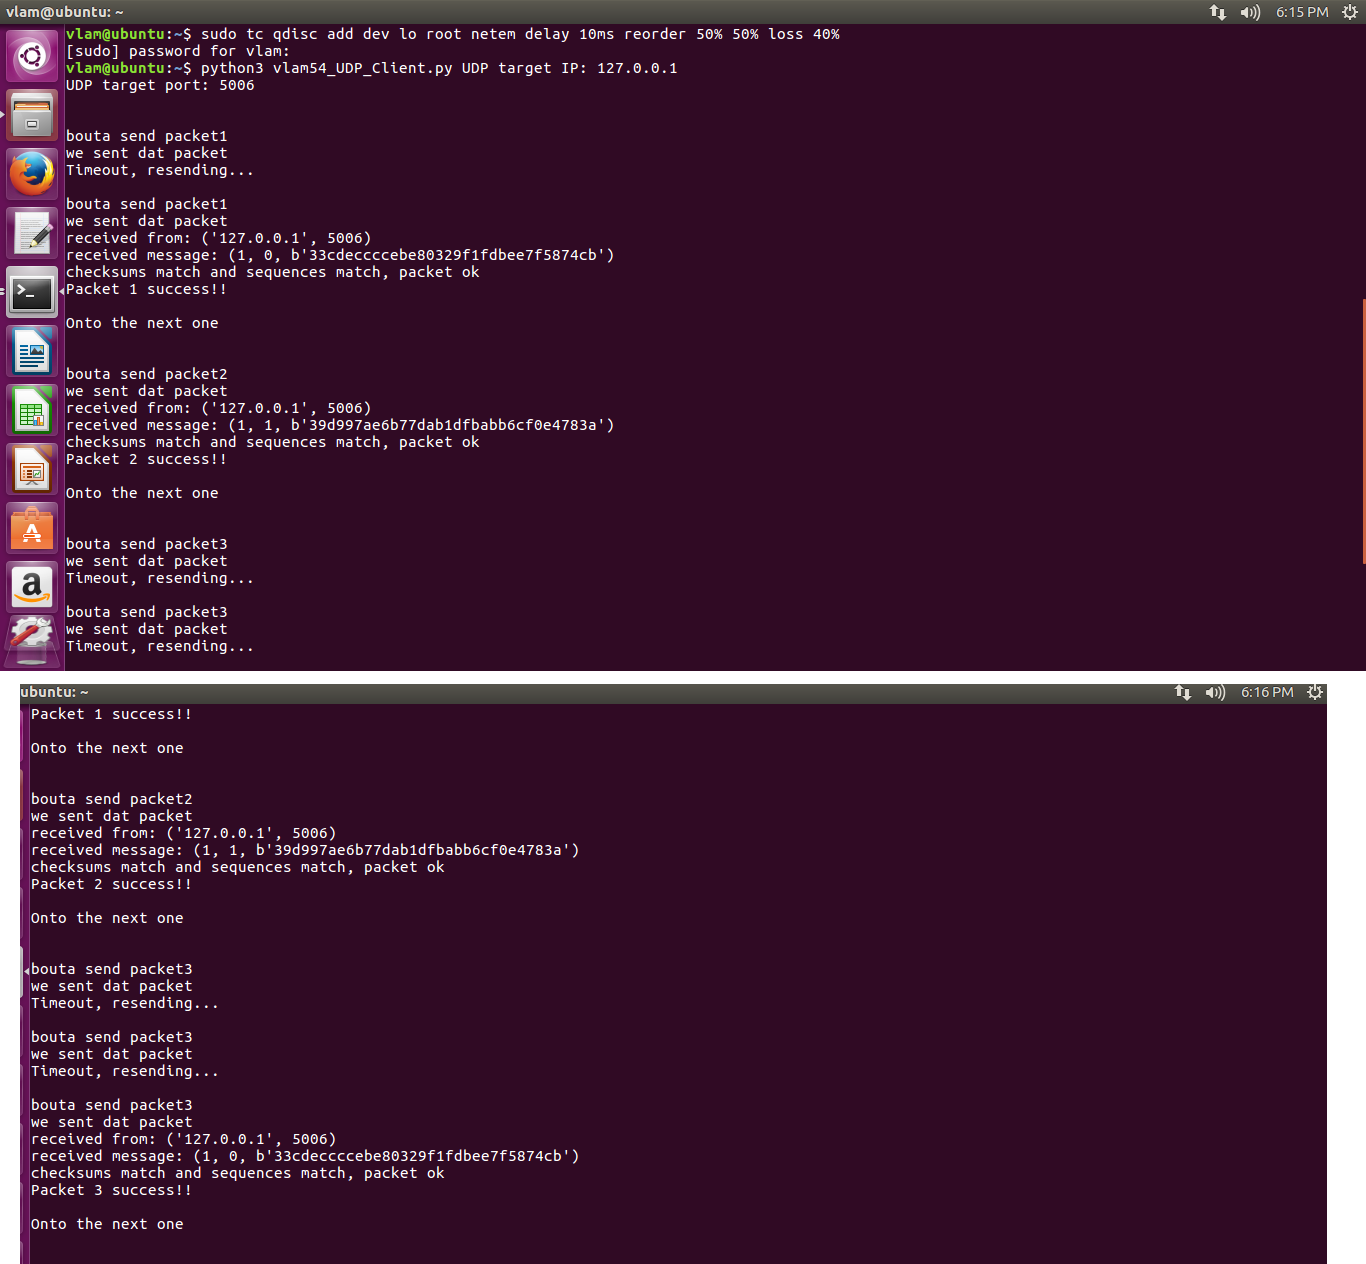 vlam@ubuntu: ~
6:15 PM
vlam@ubuntu:~$ sudo tc qdisc add dev lo root netem delay 10ms reorder 50% 50% loss 40%
[sudo] password for vlam:
vlam@ubuntu:~$ python3 vlam54_UDP_Client.py UDP target IP: 127.0.0.1
UDP target port: 5006
bouta send packet1
we sent dat packet
Timeout, resending...
bouta send packet1
we sent dat packet
received from: ('127.0.0.1', 5006)
received message: (1, 0, b'33cdeccccebe80329f1fdbee7f5874cb')
checksums match and sequences match, packet ok
Packet 1 success!!
Onto the next one
bouta send packet2
we sent dat packet
received from: ('127.0.0.1', 5006)
received message: (1, 1, b'39d997ae6b77dab1dfbabb6cf0e4783a')
checksums match and sequences match, packet ok
Packet 2 success!!
Onto the next one
bouta send packet3
we sent dat packet
Timeout, resending...
bouta send packet3
we sent dat packet
Timeout, resending...
ubuntu: ~
6:16 PM
Packet 1 success!!
Onto the next one
bouta send packet2
we sent dat packet
received from: ('127.0.0.1', 5006)
received message: (1, 1, b'39d997ae6b77dab1dfbabb6cf0e4783a')
checksums match and sequences match, packet ok
Packet 2 success!!
Onto the next one
bouta send packet3
we sent dat packet
Timeout, resending...
bouta send packet3
we sent dat packet
Timeout, resending...
bouta send packet3
we sent dat packet
received from: ('127.0.0.1', 5006)
received message: (1, 0, b'33cdeccccebe80329f1fdbee7f5874cb')
checksums match and sequences match, packet ok
Packet 3 success!!
Onto the next one